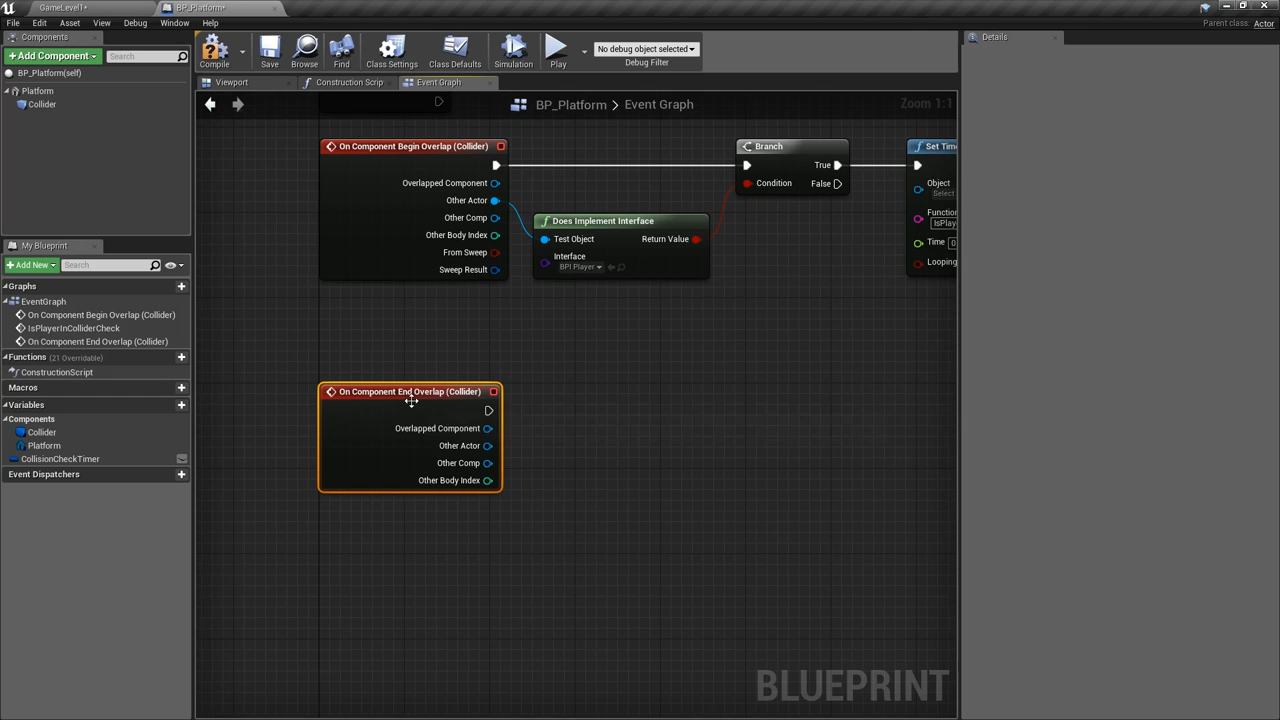 GameLevel1*
BP_Platform*
File Edit Asset View Debug Window Help
Parent class: Actor
Components
+ Add Component
Search
BP_Platform(self)
Platform
Collider
Compile
Save
Browse
Find
Class Settings
Class Defaults
Simulation
Play
No debug object selected
Debug Filter
Viewport
Construction Scrip
Event Graph
BP_Platform > Event Graph
Zoom 1:1
On Component Begin Overlap (Collider)
Overlapped Component
Other Actor
Other Comp
Other Body Index
From Sweep
Sweep Result
Does Implement Interface
Test Object
Return Value
Interface
BPI Player
Branch
True
Condition
False
Set Time
Object
Select
Function
IsPlay
Time 0
Looping
On Component End Overlap (Collider)
Overlapped Component
Other Actor
Other Comp
Other Body Index
BLUEPRINT
My Blueprint
+ Add New
Search
Graphs
EventGraph
On Component Begin Overlap (Collider)
IsPlayerInColliderCheck
On Component End Overlap (Collider)
Functions (21 Overridable)
ConstructionScript
Macros
Variables
Components
Collider
Platform
CollisionCheckTimer
Event Dispatchers
Details